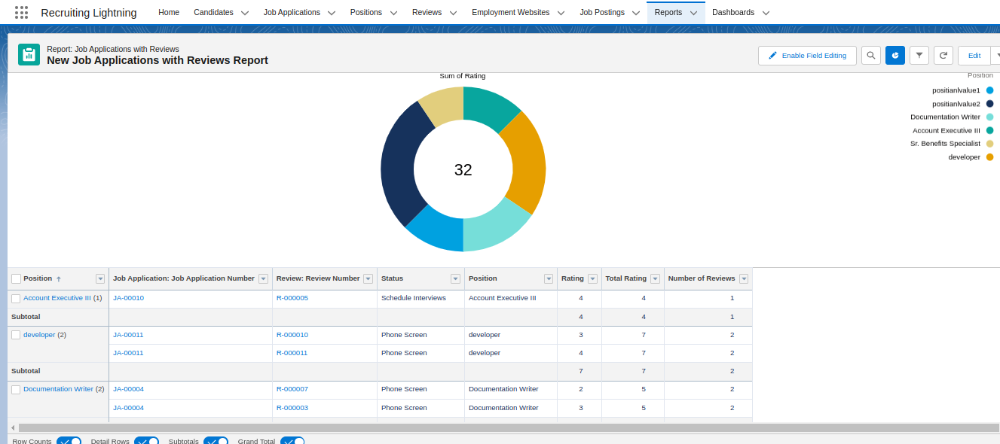 Recruiting Lightning Home Candidates Job Applications Positions Reviews Employment Websites Job Postings Reports Dashboards
Report: Job Applications with Reviews
New Job Applications with Reviews Report
Enable Field Editing Edit
Sum of Rating
Position
positianlvalue1
positianlvalue2
Documentation Writer
Account Executive III
Sr. Benefits Specialist
developer
32
Position Job Application: Job Application Number Review: Review Number Status Position Rating Total Rating Number of Reviews
Account Executive III (1) JA-00010 R-000005 Schedule Interviews Account Executive III 4 4 1
Subtotal 4 4 1
developer (2) JA-00011 R-000010 Phone Screen developer 3 7 2
JA-00011 R-000011 Phone Screen developer 4 7 2
Subtotal 7 7 2
Documentation Writer (2) JA-00004 R-000007 Phone Screen Documentation Writer 2 5 2
JA-00004 R-000003 Phone Screen Documentation Writer 3 5 2
Row Counts Detail Rows Subtotals Grand Total